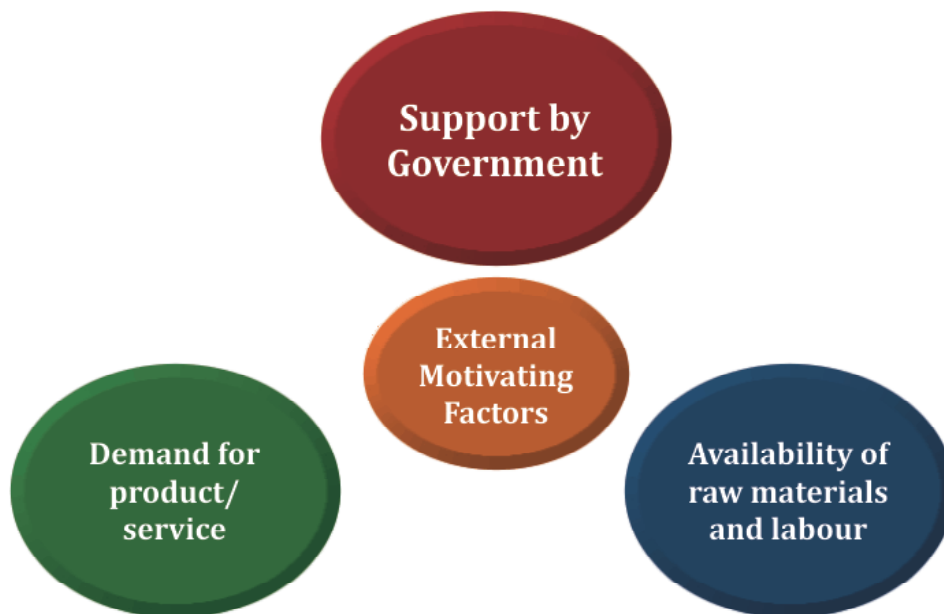 Support by
Government
External
Motivating
Factors
Demand for
product/
service
Availability of
raw materials
and labour